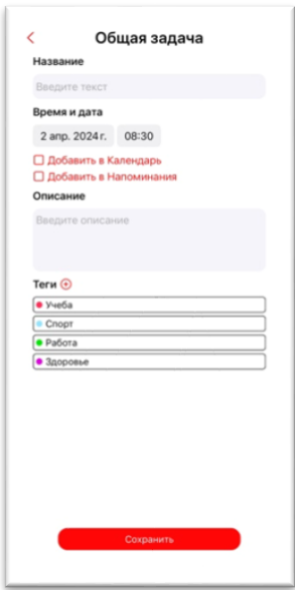 Общая задача
Название
Введите текст
Время и дата
2 апр. 2024 г. 08:30
Добавить в Календарь
Добавить в Напоминания
Описание
Введите описание
Теги
Учеба
Спорт
Работа
Здоровье
Сохранить